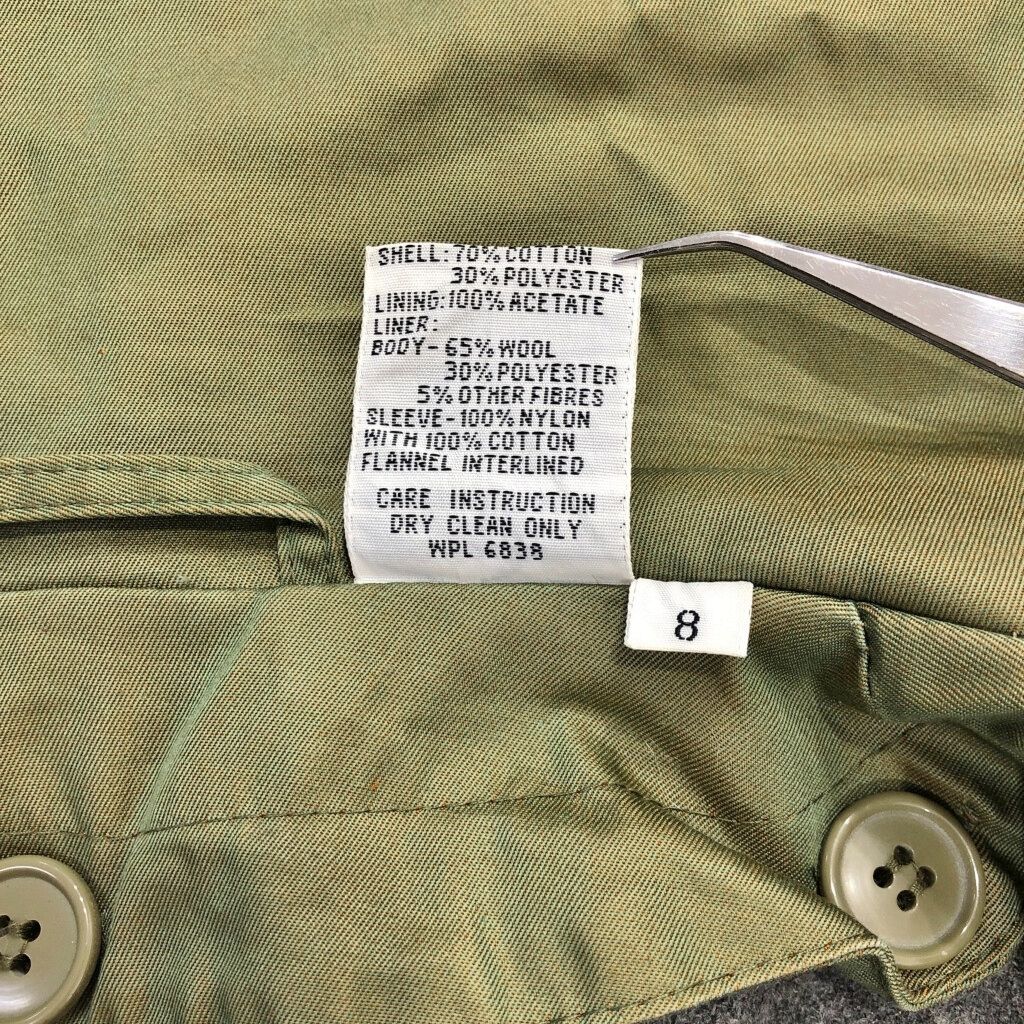 SHELL: 70% COTTON
30% POLYESTER
LINING: 100% ACETATE
LINER:
BODY- 65% WOOL
30% POLYESTER
5% OTHER FIBRES
SLEEVE-100% NYLON
WITH 100% COTTON
FLANNEL INTERLINED
CARE INSTRUCTION
DRY CLEAN ONLY
WPL 6838
8